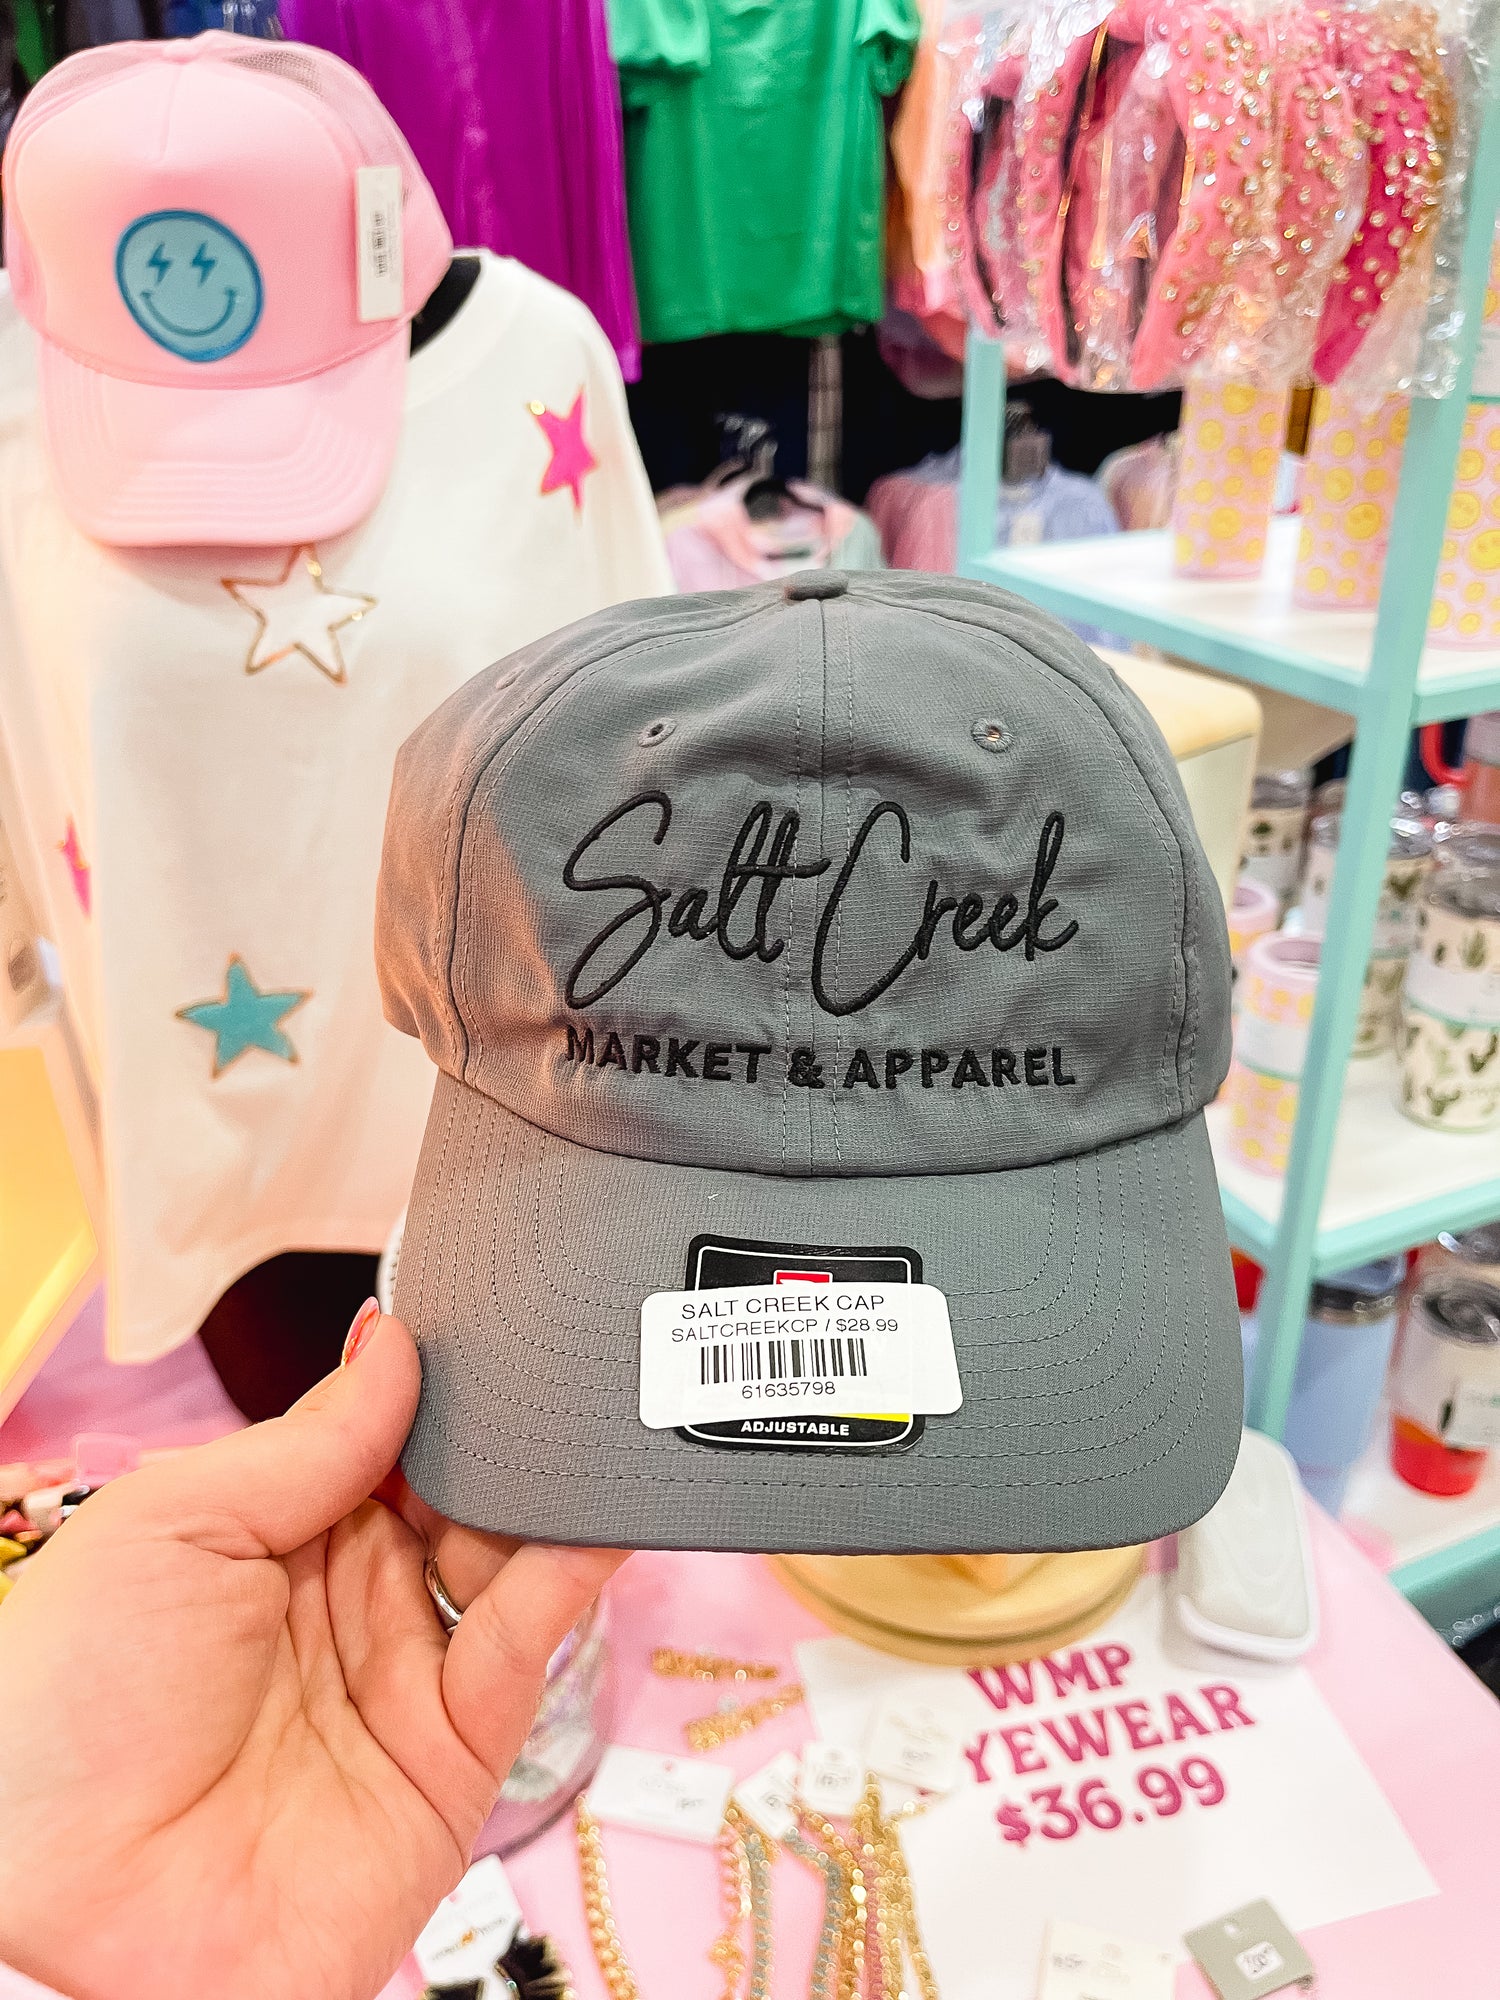 Salt Creek
MARKET & APPAREL
SALT CREEK CAP
SALTCREEKCP / $28.99
61635798
ADJUSTABLE
WMP
YEWEAR
$36.99